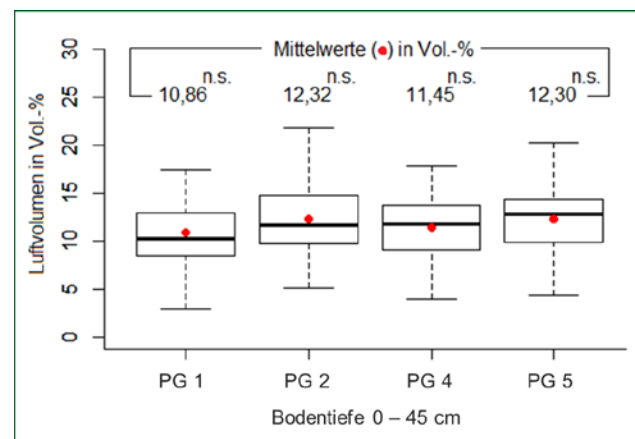 30
25
20
15
10
5
0
Luftvolumen in Vol.-%
Mittelwerte (●) in Vol.-%
n.s. n.s. n.s. n.s.
10,86 12,32 11,45 12,30
PG 1 PG 2 PG 4 PG 5
Bodentiefe 0 – 45 cm